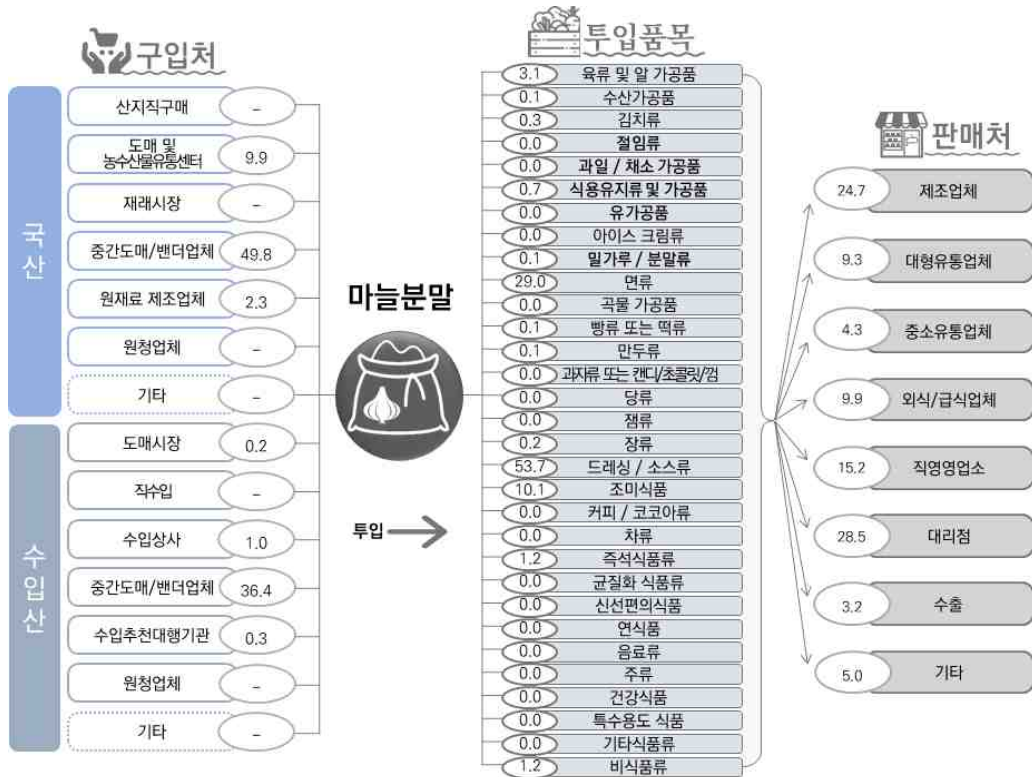 구입처
국산
산지직구매 –
도매 및
농수산물유통센터 9.9
재래시장 –
중간도매/밴더업체 49.8
원재료 제조업체 2.3
원청업체 –
기타 –
수입산
도매시장 0.2
직수입 –
수입상사 1.0
중간도매/밴더업체 36.4
수입추천대행기관 0.3
원청업체 –
기타 –
마늘분말
투입
투입품목
3.1 육류 및 알 가공품
0.1 수산가공품
0.3 김치류
0.0 절임류
0.0 과일 / 채소 가공품
0.7 식용유지류 및 가공품
0.0 유가공품
0.0 아이스 크림류
0.1 밀가루 / 분말류
29.0 면류
0.0 곡물 가공품
0.1 빵류 또는 떡류
0.1 만두류
0.0 과자류 또는 캔디/초콜릿/껌
0.0 당류
0.0 잼류
0.2 장류
53.7 드레싱 / 소스류
10.1 조미식품
0.0 커피 / 코코아류
0.0 차류
1.2 즉석식품류
0.0 균질화 식품류
0.0 신선편의식품
0.0 연식품
0.0 음료류
0.0 주류
0.0 건강식품
0.0 특수용도 식품
0.0 기타식품류
1.2 비식품류
판매처
24.7 제조업체
9.3 대형유통업체
4.3 중소유통업체
9.9 외식/급식업체
15.2 직영영업소
28.5 대리점
3.2 수출
5.0 기타